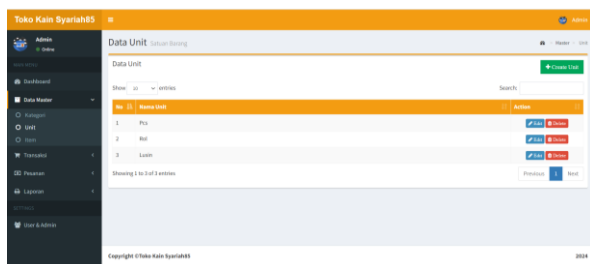 Toko Kain Syariah85
Admin
Admin
Online
Data Unit Satuan Barang
Master
Unit
MAIN MENU
Dashboard
Data Master
Kategori
Unit
Item
Transaksi
Pesanan
Laporan
SETTINGS
User & Admin
Data Unit
+Create Unit
Show 10 entries
Search:
No Nama Unit Action
1 Pcs Edit Delete
2 Rol Edit Delete
3 Lusin Edit Delete
Showing 1 to 3 of 3 entries
Previous 1 Next
Copyright ©Toko Kain Syariah85
2024